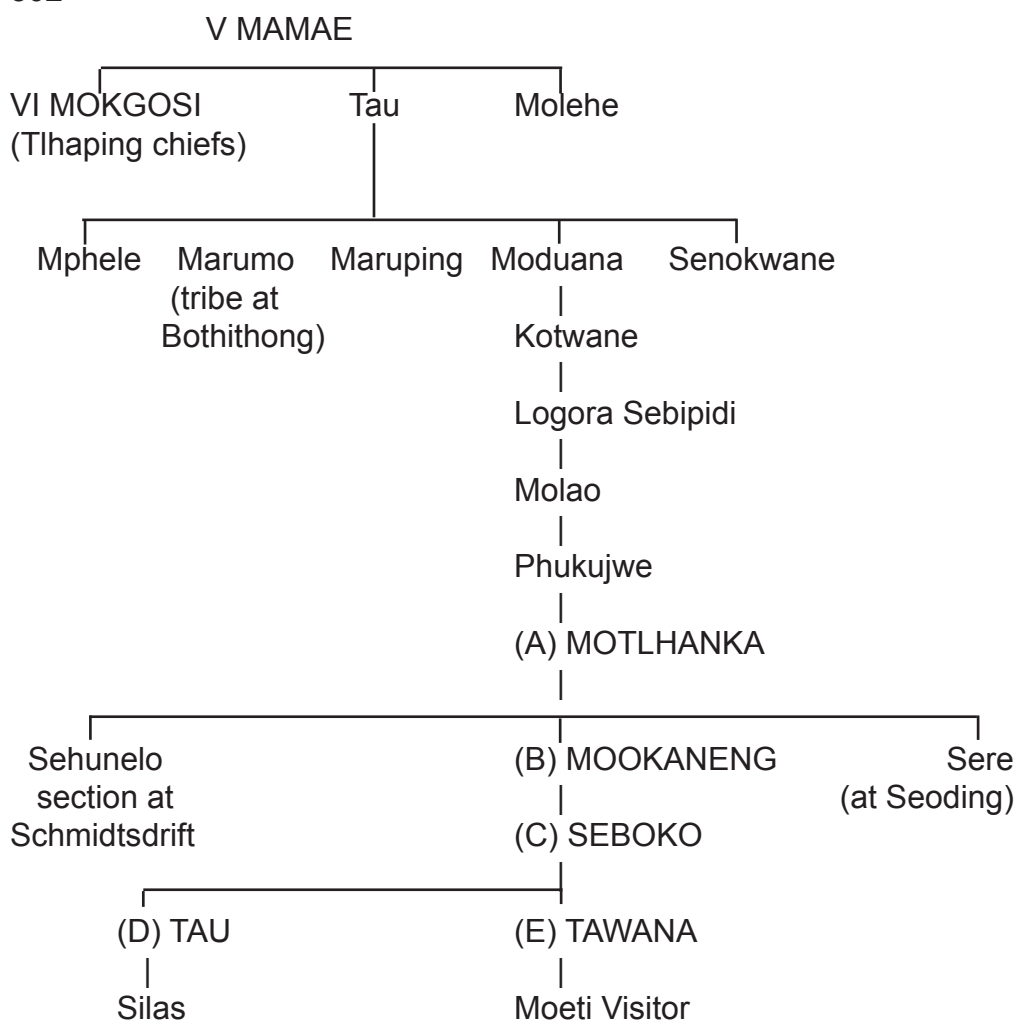 V MAMAE
VI MOKGOSI Tau Molehe
(Tlhaping chiefs)
Mphele Marumo Maruping Moduana Senokwane
(tribe at
Bothithong)
Kotwane
Logora Sebipidi
Molao
Phukujwe
(A) MOTLHANKA
Sehunelo (B) MOOKANENG Sere
section at (at Seoding)
Schmidtsdrift (C) SEBOKO
(D) TAU (E) TAWANA
Silas Moeti Visitor